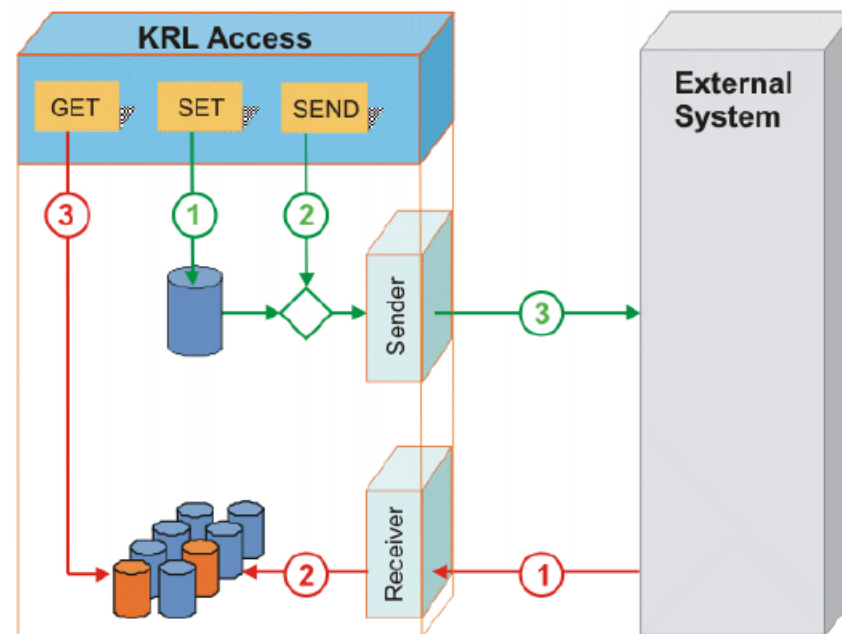 KRL Access
GET
SET
SEND
External
System
3
1
2
Sender
3
Receiver
2
1